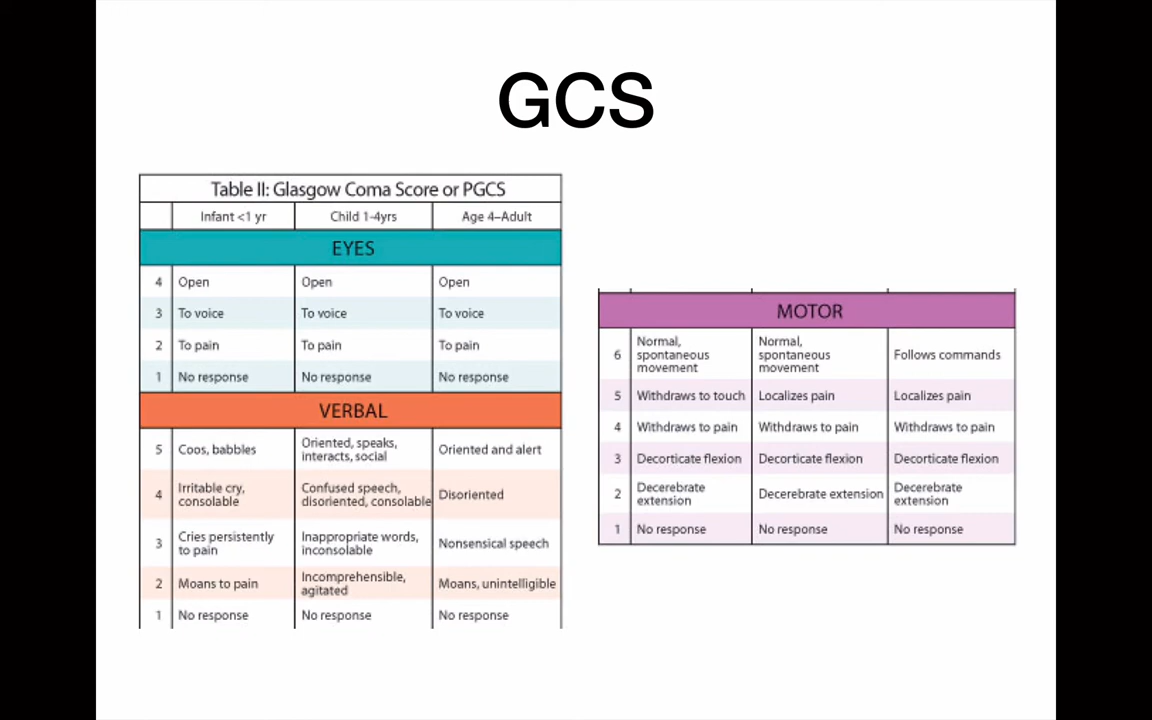 GCS
Table II: Glasgow Coma Score or PGCS
Infant <1 yr Child 1-4yrs Age 4–Adult
EYES
4 Open Open Open
3 To voice To voice To voice
2 To pain To pain To pain
1 No response No response No response
VERBAL
5 Coos, babbles Oriented, speaks, Oriented and alert
interacts, social
4 Irritable cry, Confused speech, Disoriented
consolable disoriented, consolable
3 Cries persistently Inappropriate words, Nonsensical speech
to pain inconsolable
2 Moans to pain Incomprehensible, Moans, unintelligible
agitated
1 No response No response No response
MOTOR
6 Normal, Normal, Follows commands
spontaneous spontaneous
movement movement
5 Withdraws to touch Localizes pain Localizes pain
4 Withdraws to pain Withdraws to pain Withdraws to pain
3 Decorticate flexion Decorticate flexion Decorticate flexion
2 Decerebrate Decerebrate extension Decerebrate
extension extension
1 No response No response No response